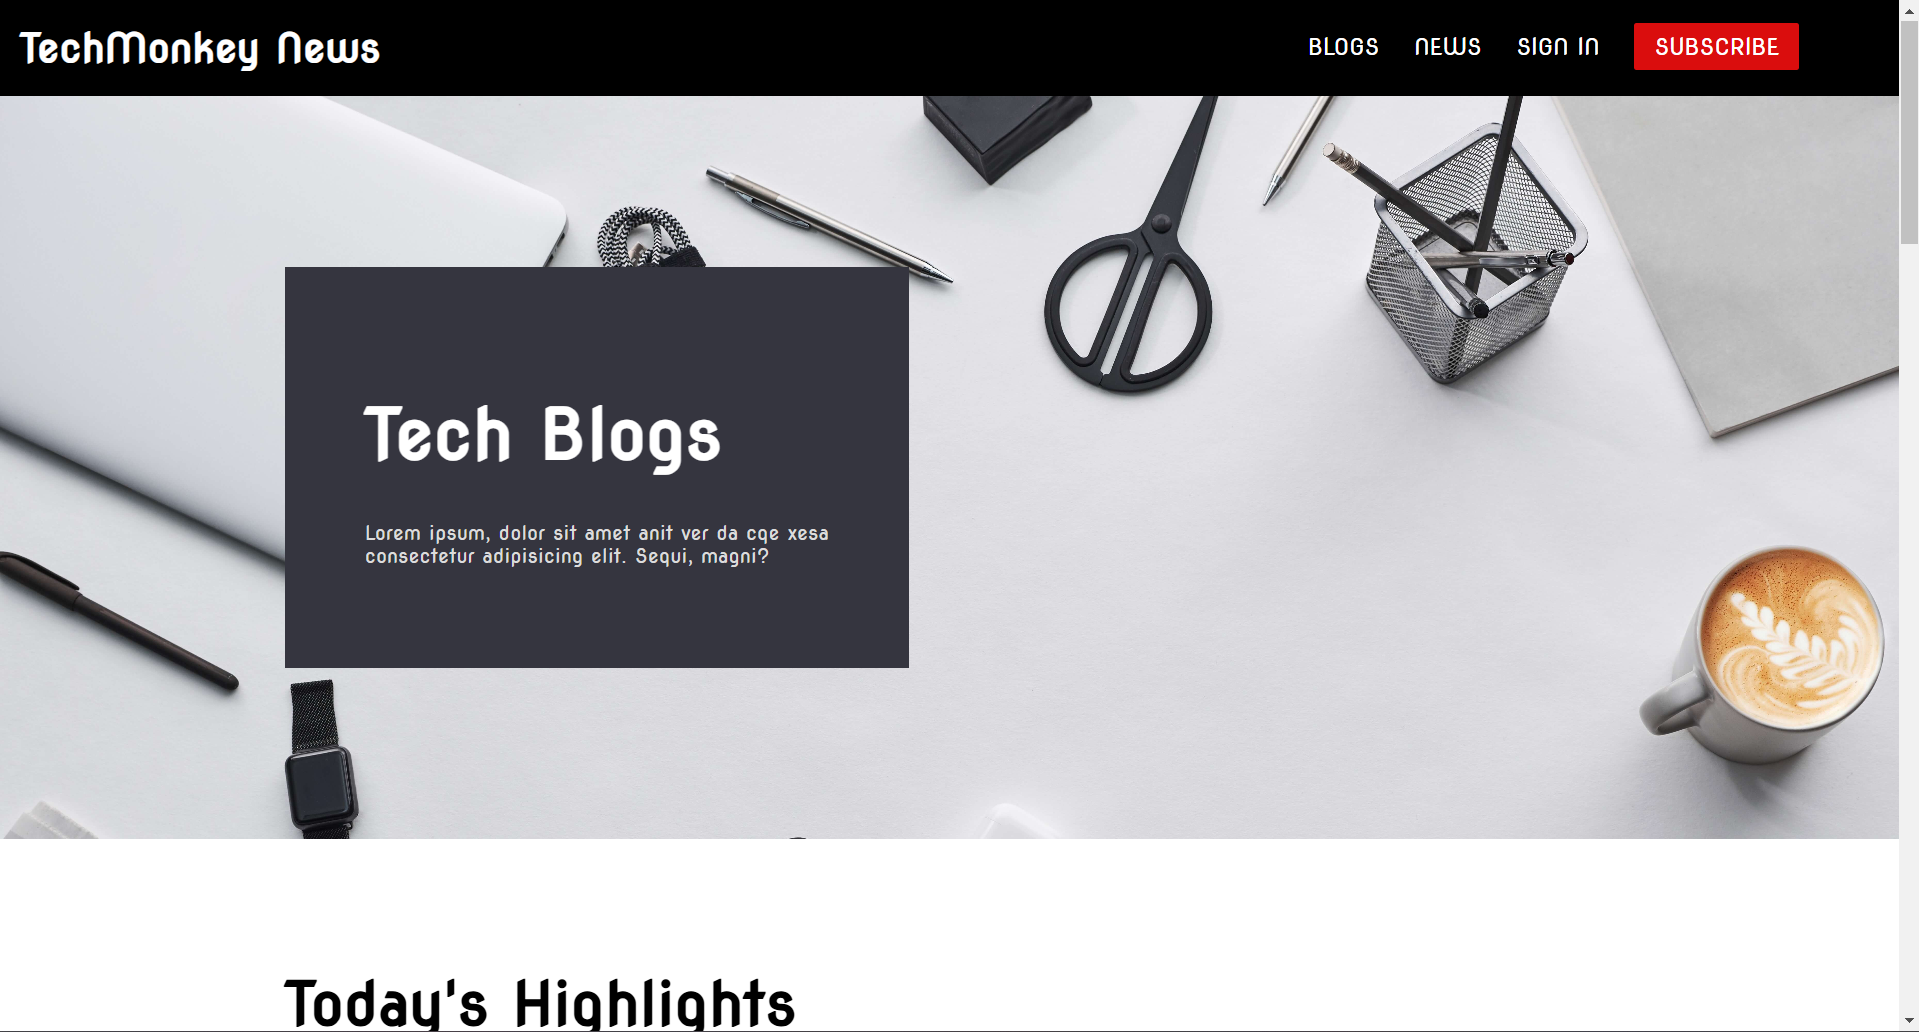 TechMonkey News
BLOGS NEWS SIGN IN SUBSCRIBE
Tech Blogs
Lorem ipsum, dolor sit amet anit ver da cqe xesa
consectetur adipisicing elit. Sequi, magni?
Today's Highlights